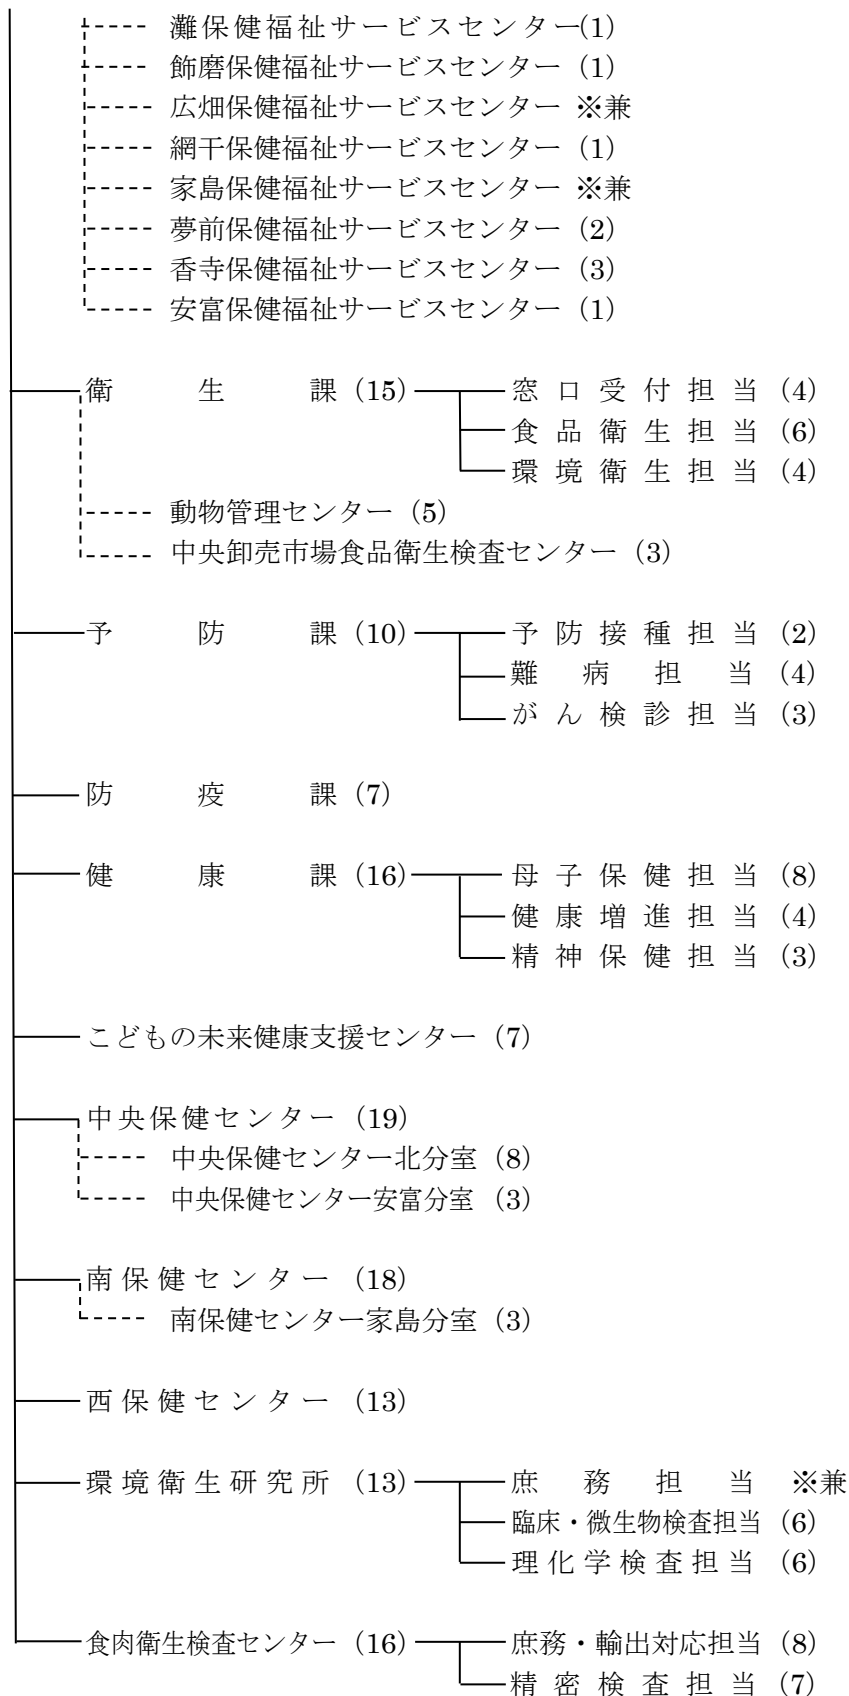 灘保健福祉サービスセンター(1)
飾磨保健福祉サービスセンター (1)
広畑保健福祉サービスセンター ※兼
網干保健福祉サービスセンター (1)
家島保健福祉サービスセンター ※兼
夢前保健福祉サービスセンター (2)
香寺保健福祉サービスセンター (3)
安富保健福祉サービスセンター (1)
衛生課 (15) 窓口受付担当 (4)
食品衛生担当 (6)
環境衛生担当 (4)
動物管理センター (5)
中央卸売市場食品衛生検査センター (3)
予防課 (10) 予防接種担当 (2)
難病担当 (4)
がん検診担当 (3)
防疫課 (7)
健康課 (16) 母子保健担当 (8)
健康増進担当 (4)
精神保健担当 (3)
こどもの未来健康支援センター (7)
中央保健センター (19)
中央保健センター北分室 (8)
中央保健センター安富分室 (3)
南保健センター (18)
南保健センター家島分室 (3)
西保健センター (13)
環境衛生研究所 (13) 庶務担当 ※兼
臨床・微生物検査担当 (6)
理化学検査担当 (6)
食肉衛生検査センター (16) 庶務・輸出対応担当 (8)
精密検査担当 (7)